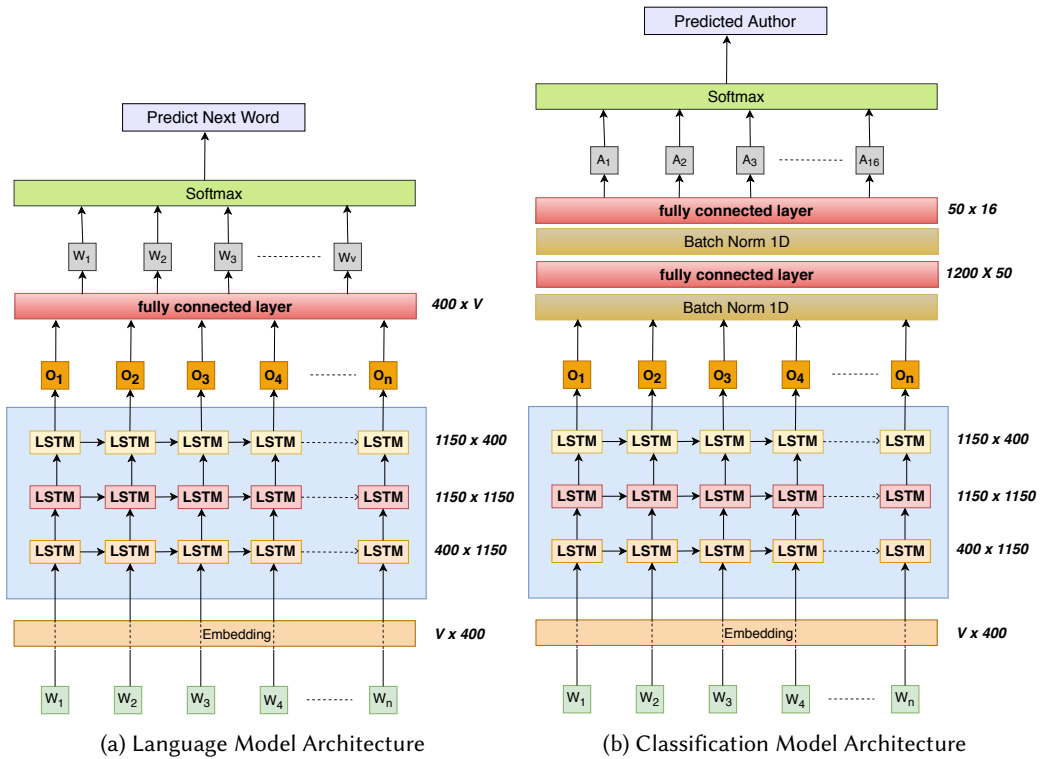 Predict Next Word
Softmax
W1 W2 W3 Wv
fully connected layer 400 x V
O1 O2 O3 O4 On
LSTM LSTM LSTM LSTM LSTM 1150 x 400
LSTM LSTM LSTM LSTM LSTM 1150 x 1150
LSTM LSTM LSTM LSTM LSTM 400 x 1150
Embedding V x 400
W1 W2 W3 W4 Wn
(a) Language Model Architecture
Predicted Author
Softmax
A1 A2 A3 A16
fully connected layer 50 x 16
Batch Norm 1D
fully connected layer 1200 X 50
Batch Norm 1D
O1 O2 O3 O4 On
LSTM LSTM LSTM LSTM LSTM 1150 x 400
LSTM LSTM LSTM LSTM LSTM 1150 x 1150
LSTM LSTM LSTM LSTM LSTM 400 x 1150
Embedding V x 400
W1 W2 W3 W4 Wn
(b) Classification Model Architecture